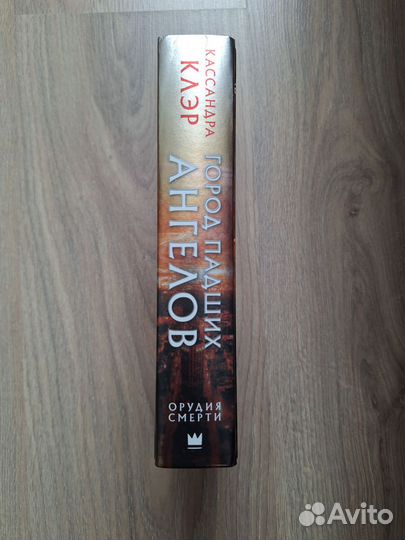 КАССАНДРА
КЛЭР
ГОРОД ПАДШИХ
АНГЕЛОВ
ОРУДИЯ
СМЕРТИ
Avito